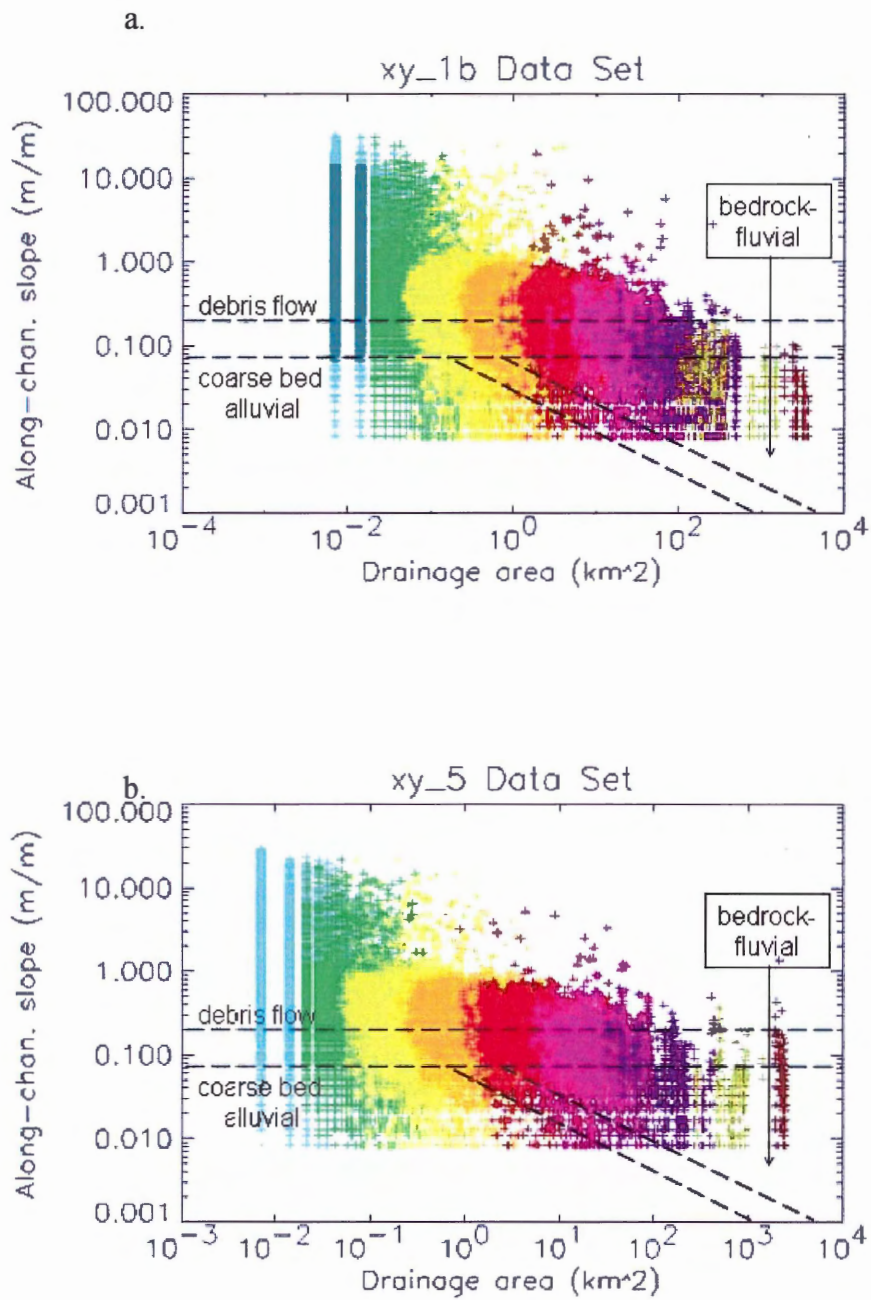 a.
xy_1b Data Set
100.000
10.000
1.000
0.100
0.010
0.001
Along-chan. slope (m/m)
debris flow
coarse bed
alluvial
bedrock-
fluvial
10^-4 10^-2 10^0 10^2 10^4
Drainage area (km^2)
b.
xy_5 Data Set
100.000
10.000
1.000
0.100
0.010
0.001
Along-chan. slope (m/m)
debris flow
coarse bed
alluvial
bedrock-
fluvial
10^-3 10^-2 10^-1 10^0 10^1 10^2 10^3 10^4
Drainage area (km^2)